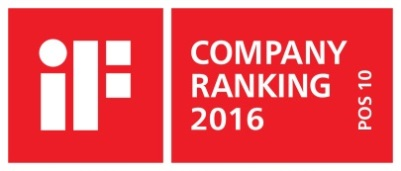 iF
COMPANY
RANKING
2016
POS 10